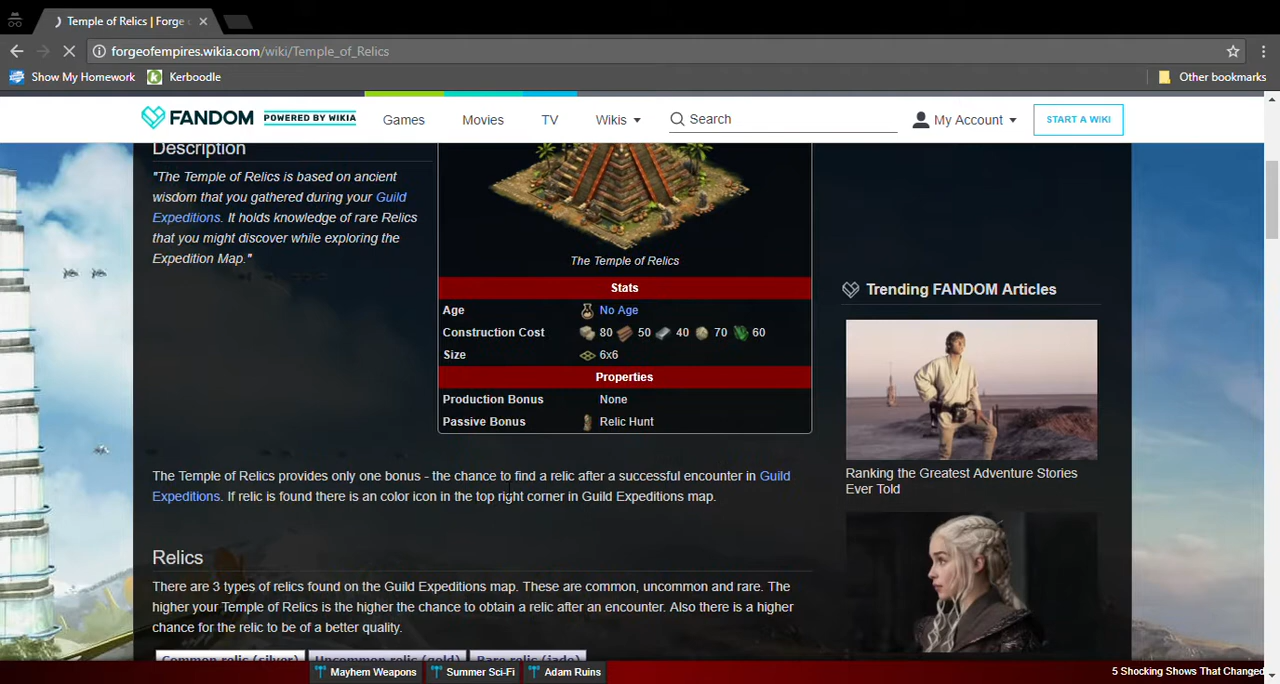 Temple of Relics | Forge
forgeofempires.wikia.com/wiki/Temple_of_Relics
Show My Homework
Kerboodle
Other bookmarks
FANDOM POWERED BY WIKIA
Games
Movies
TV
Wikis
Search
My Account
START A WIKI
Description
"The Temple of Relics is based on ancient
wisdom that you gathered during your Guild
Expeditions. It holds knowledge of rare Relics
that you might discover while exploring the
Expedition Map."
The Temple of Relics
Stats
Age No Age
Construction Cost 80 50 40 70 60
Size 6x6
Properties
Production Bonus None
Passive Bonus Relic Hunt
The Temple of Relics provides only one bonus - the chance to find a relic after a successful encounter in Guild
Expeditions. If relic is found there is an color icon in the top right corner in Guild Expeditions map.
Relics
There are 3 types of relics found on the Guild Expeditions map. These are common, uncommon and rare. The
higher your Temple of Relics is the higher the chance to obtain a relic after an encounter. Also there is a higher
chance for the relic to be of a better quality.
Common relic (silver)
Uncommon relic (gold)
Rare relic (jade)
Trending FANDOM Articles
Ranking the Greatest Adventure Stories
Ever Told
Mayhem Weapons
Summer Sci-Fi
Adam Ruins
5 Shocking Shows That Changed